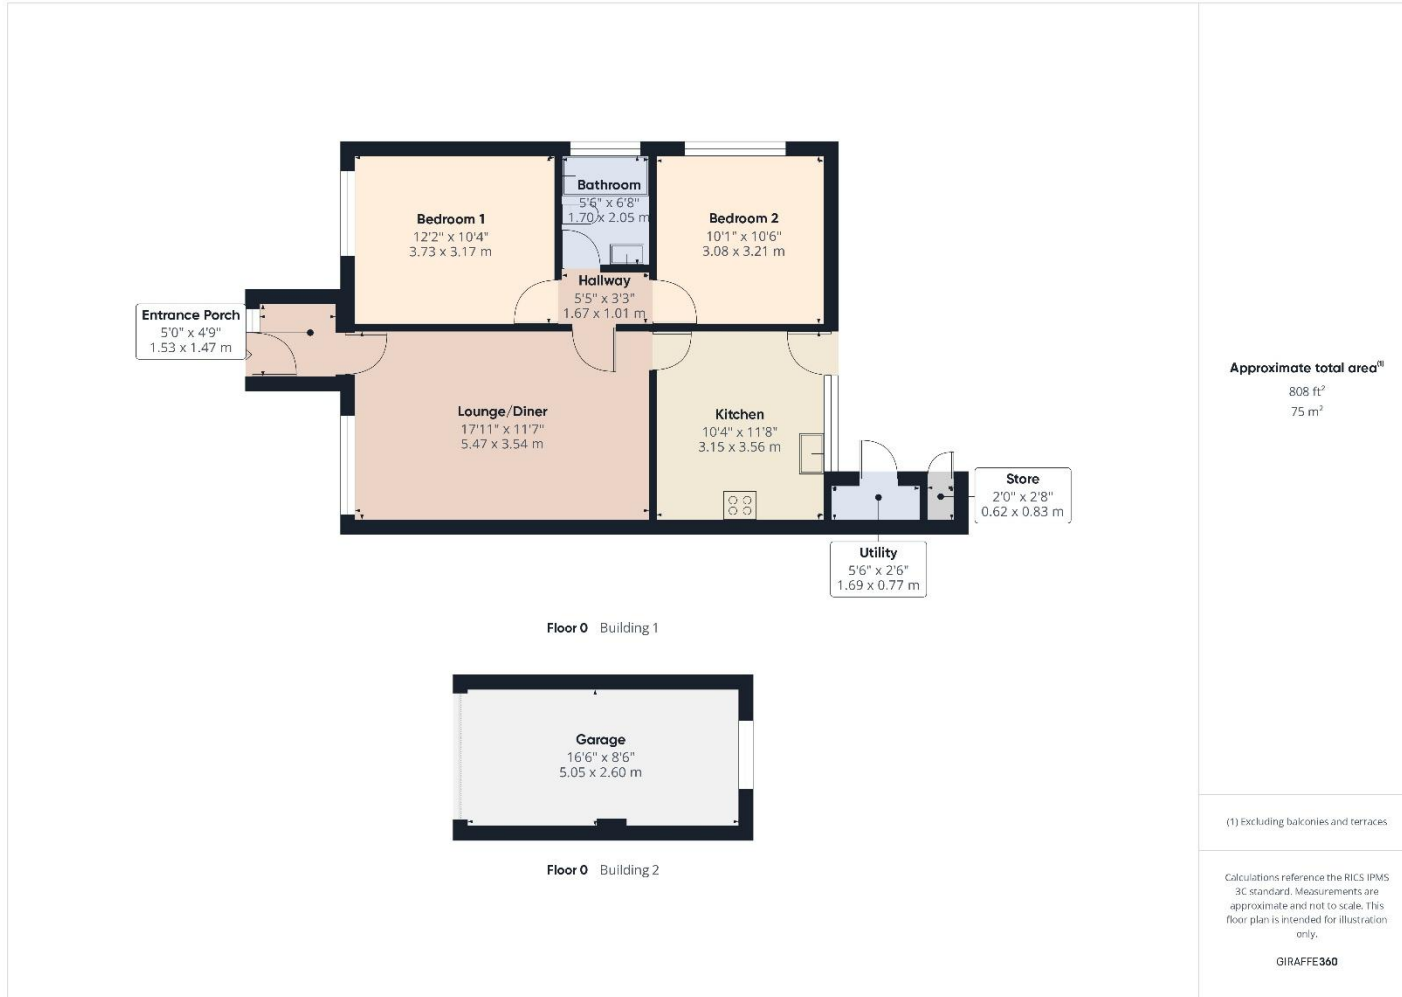 Bedroom 1
12'2" x 10'4"
3.73 x 3.17 m
Bathroom
5'6" x 6'8"
1.70 x 2.05 m
Bedroom 2
10'1" x 10'6"
3.08 x 3.21 m
Hallway
5'5" x 3'3"
1.67 x 1.01 m
Entrance Porch
5'0" x 4'9"
1.53 x 1.47 m
Lounge/Diner
17'11" x 11'7"
5.47 x 3.54 m
Kitchen
10'4" x 11'8"
3.15 x 3.56 m
Store
2'0" x 2'8"
0.62 x 0.83 m
Utility
5'6" x 2'6"
1.69 x 0.77 m
Floor 0 Building 1
Garage
16'6" x 8'6"
5.05 x 2.60 m
Floor 0 Building 2
Approximate total area(1)
808 ft²
75 m²
(1) Excluding balconies and terraces
Calculations reference the RICS IPMS
3C standard. Measurements are
approximate and not to scale. This
floor plan is intended for illustration
only.
GIRAFFE360